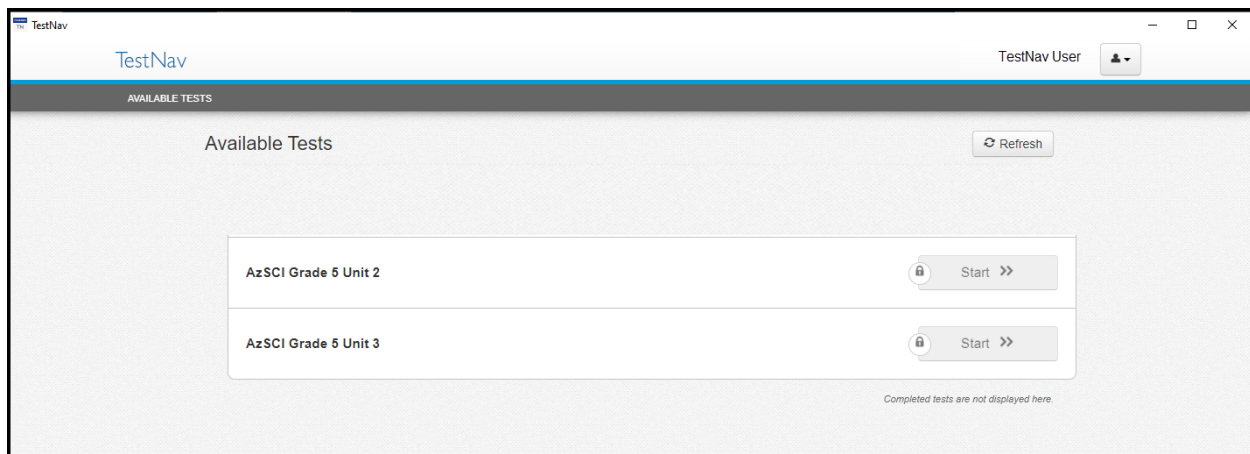 TestNav
TestNav
TestNav User
AVAILABLE TESTS
Available Tests
Refresh
AzSCI Grade 5 Unit 2
Start
AzSCI Grade 5 Unit 3
Start
Completed tests are not displayed here.